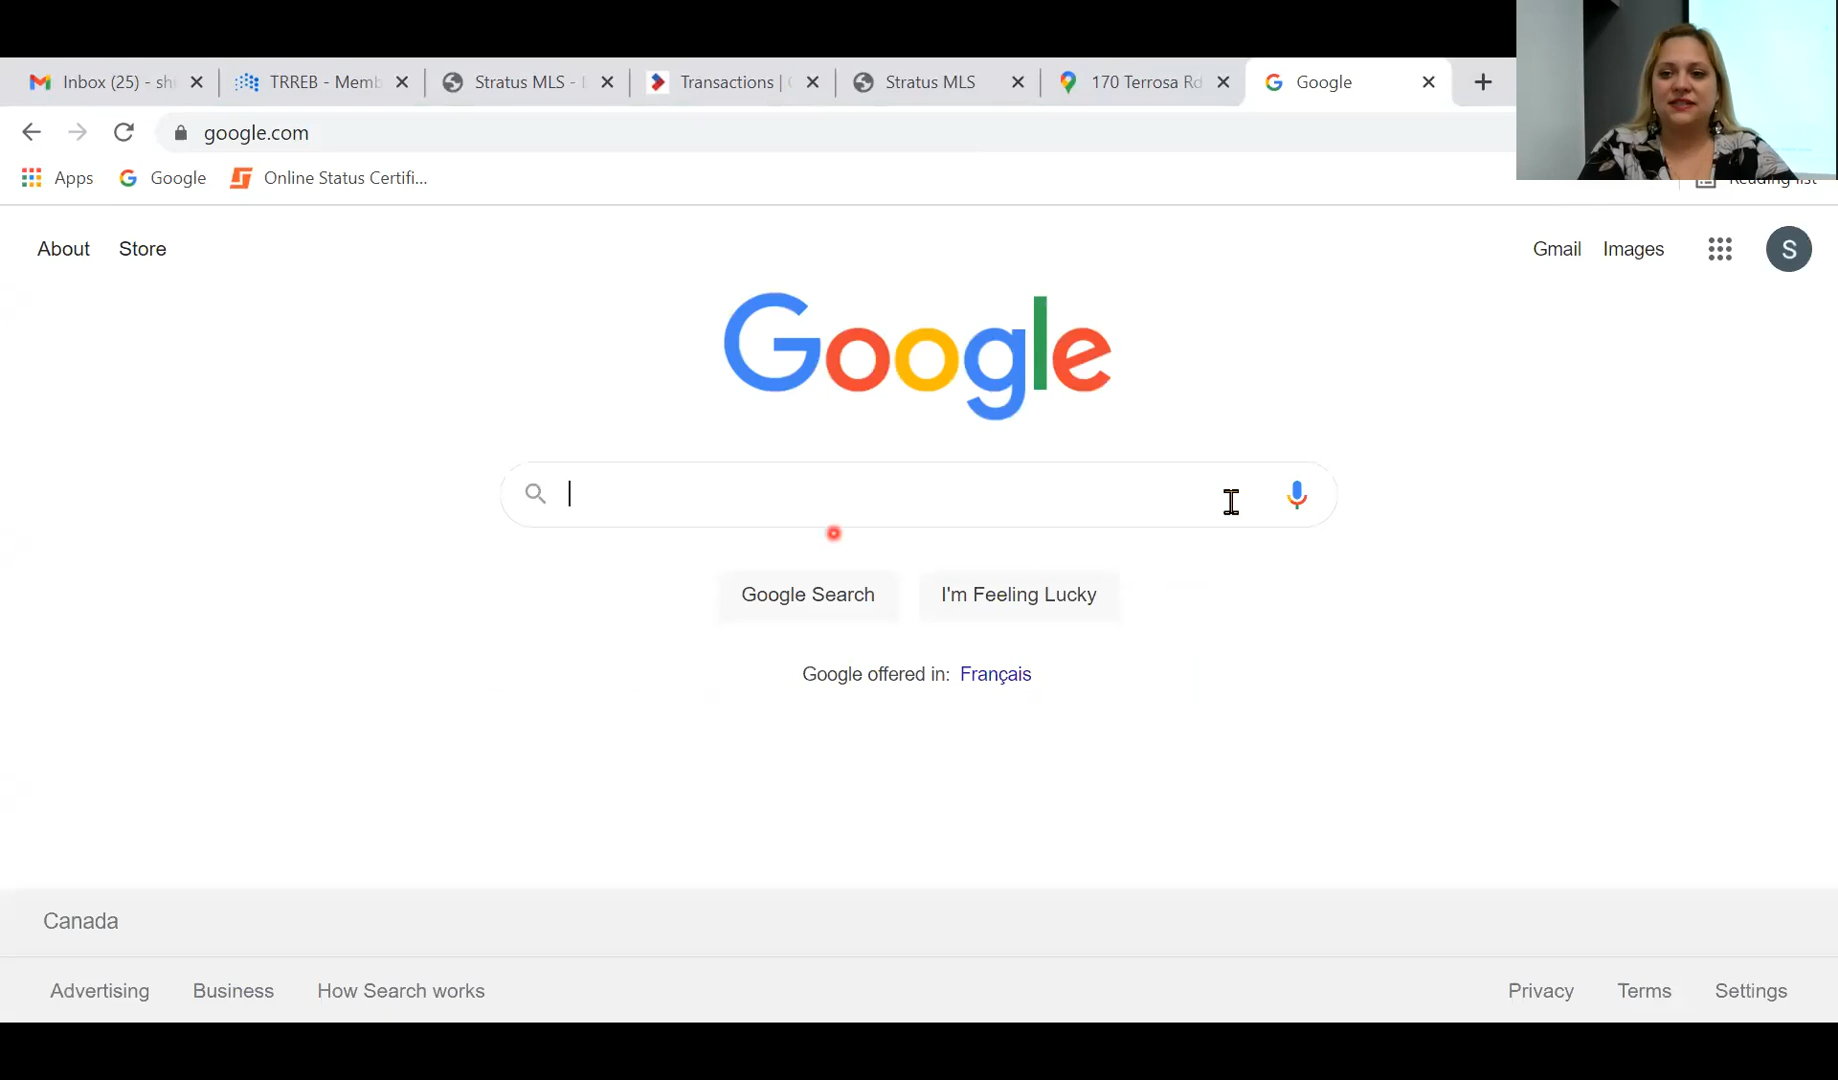 Inbox (25) - sh
TRREB - Memb
Stratus MLS - I
Transactions |
Stratus MLS
170 Terrosa Rd
Google
google.com
Apps
Google
Online Status Certifi...
Reading list
About
Store
Gmail
Images
S
Google
Google Search
I'm Feeling Lucky
Google offered in: Français
Canada
Advertising
Business
How Search works
Privacy
Terms
Settings